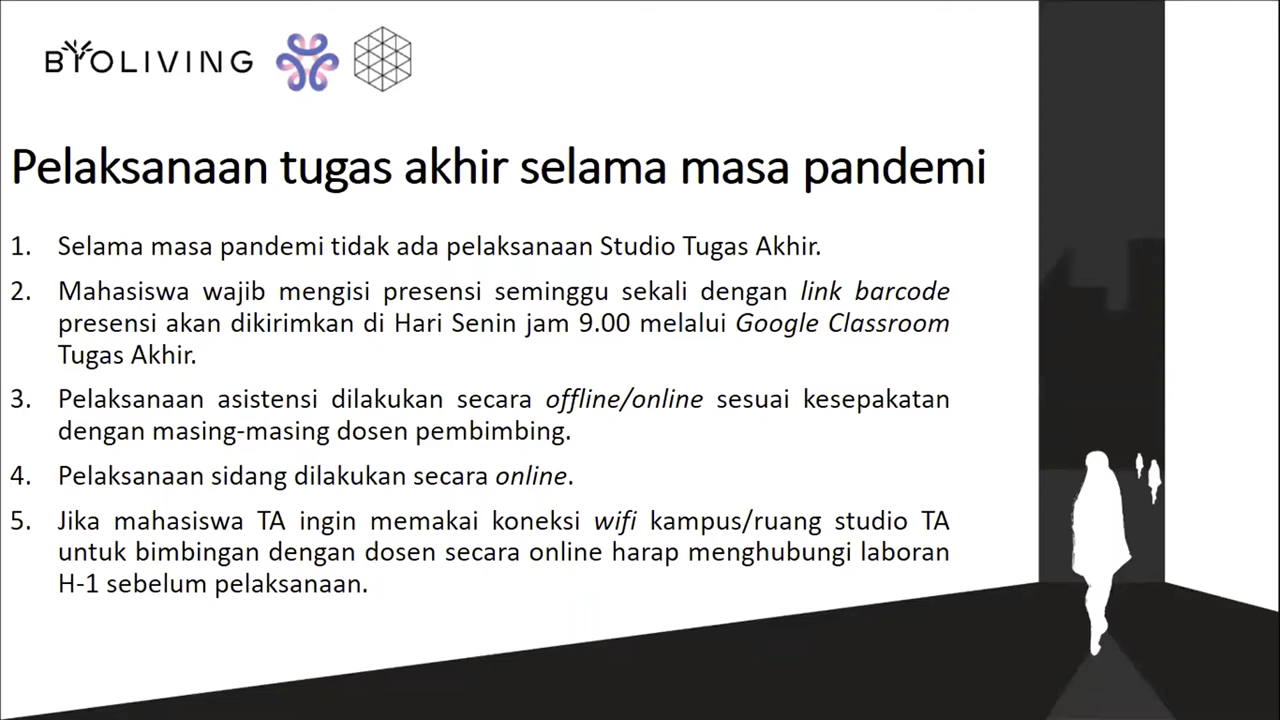 BYOLIVING
Pelaksanaan tugas akhir selama masa pandemi
1. Selama masa pandemi tidak ada pelaksanaan Studio Tugas Akhir.
2. Mahasiswa wajib mengisi presensi seminggu sekali dengan link barcode
presensi akan dikirimkan di Hari Senin jam 9.00 melalui Google Classroom
Tugas Akhir.
3. Pelaksanaan asistensi dilakukan secara offline/online sesuai kesepakatan
dengan masing-masing dosen pembimbing.
4. Pelaksanaan sidang dilakukan secara online.
5. Jika mahasiswa TA ingin memakai koneksi wifi kampus/ruang studio TA
untuk bimbingan dengan dosen secara online harap menghubungi laboran
H-1 sebelum pelaksanaan.